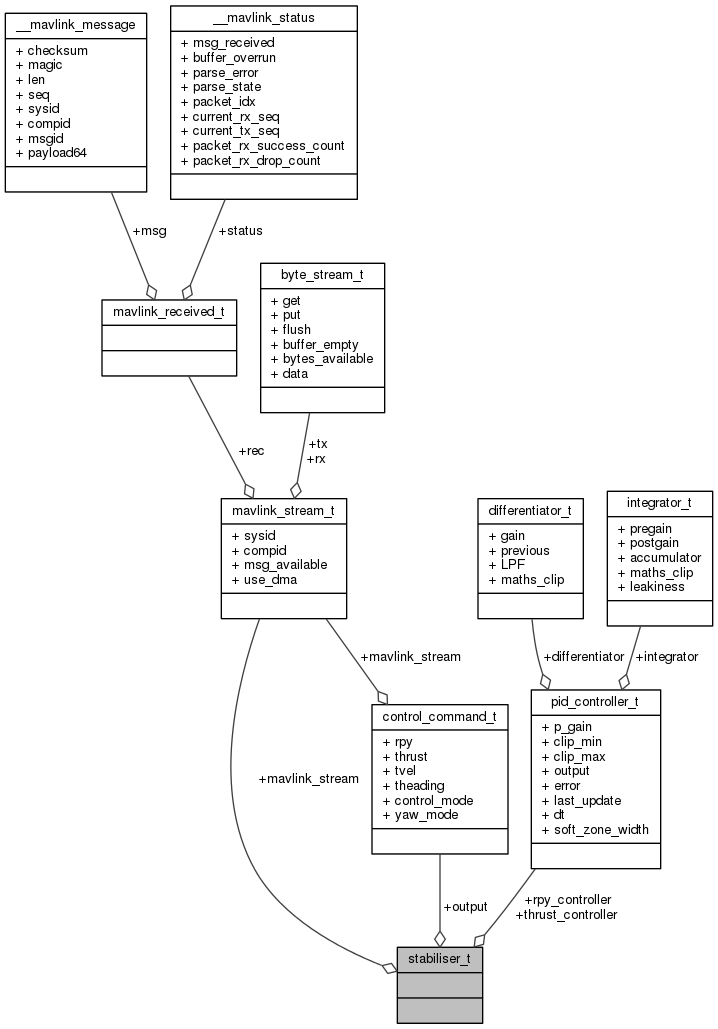 __mavlink_message
+ checksum
+ magic
+ len
+ seq
+ sysid
+ compid
+ msgid
+ payload64
__mavlink_status
+ msg_received
+ buffer_overrun
+ parse_error
+ parse_state
+ packet_idx
+ current_rx_seq
+ current_tx_seq
+ packet_rx_success_count
+ packet_rx_drop_count
+msg
+status
mavlink_received_t
byte_stream_t
+ get
+ put
+ flush
+ buffer_empty
+ bytes_available
+ data
+rec
+tx
+rx
mavlink_stream_t
+ sysid
+ compid
+ msg_available
+ use_dma
differentiator_t
+ gain
+ previous
+ LPF
+ maths_clip
integrator_t
+ pregain
+ postgain
+ accumulator
+ maths_clip
+ leakiness
+mavlink_stream
+differentiator
+integrator
control_command_t
+ rpy
+ thrust
+ tvel
+ theading
+ control_mode
+ yaw_mode
pid_controller_t
+ p_gain
+ clip_min
+ clip_max
+ output
+ error
+ last_update
+ dt
+ soft_zone_width
+mavlink_stream
+output
+rpy_controller
+thrust_controller
stabiliser_t